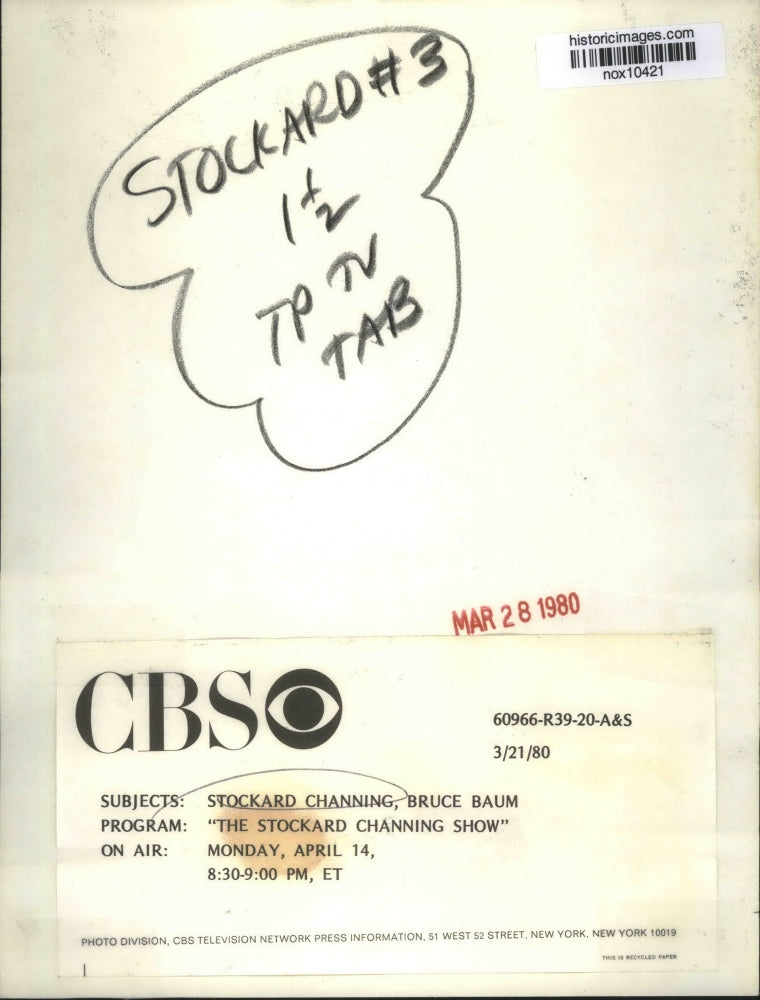 historicimages.com
nox10421
STOCKARD #3
1 + 2
TP TV
TAB
MAR 28 1980
CBS
60966-R39-20-A&S
3/21/80
SUBJECTS: STOCKARD CHANNING, BRUCE BAUM
PROGRAM: “THE STOCKARD CHANNING SHOW”
ON AIR: MONDAY, APRIL 14,
8:30-9:00 PM, ET
PHOTO DIVISION, CBS TELEVISION NETWORK PRESS INFORMATION, 51 WEST 52 STREET, NEW YORK, NEW YORK 10019
THIS IS RECYCLED PAPER